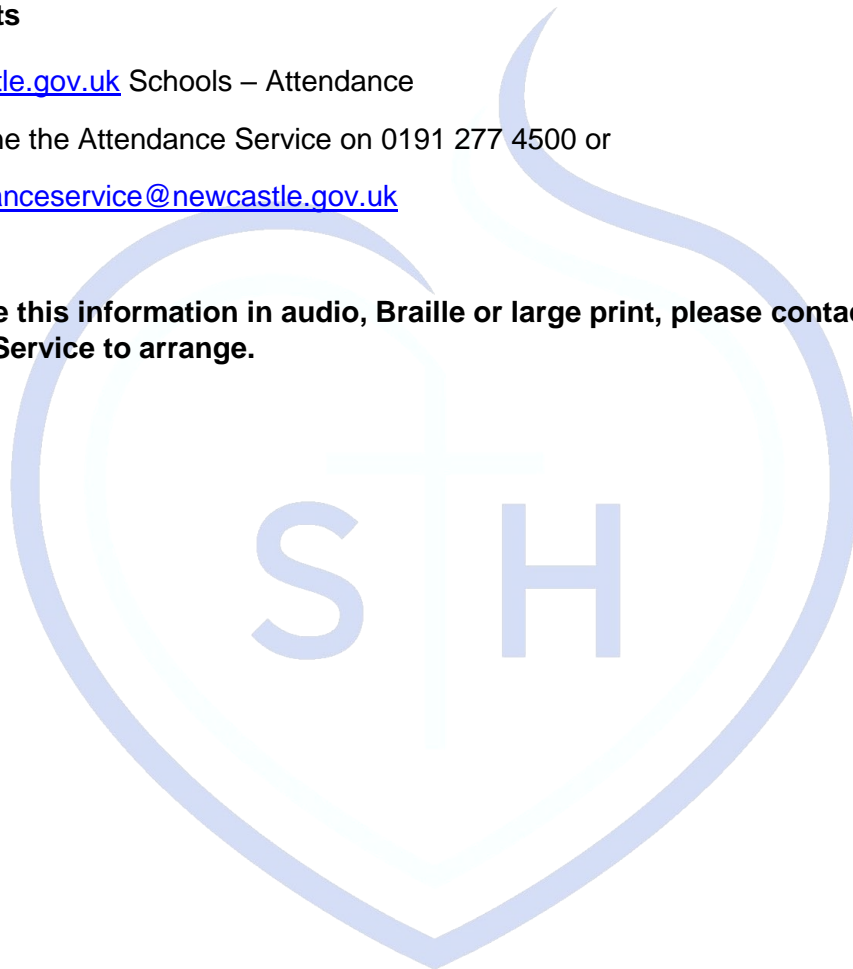 ts
tle.gov.uk Schools – Attendance
ne the Attendance Service on 0191 277 4500 or
anceservice@newcastle.gov.uk
e this information in audio, Braille or large print, please contac
Service to arrange.
S H